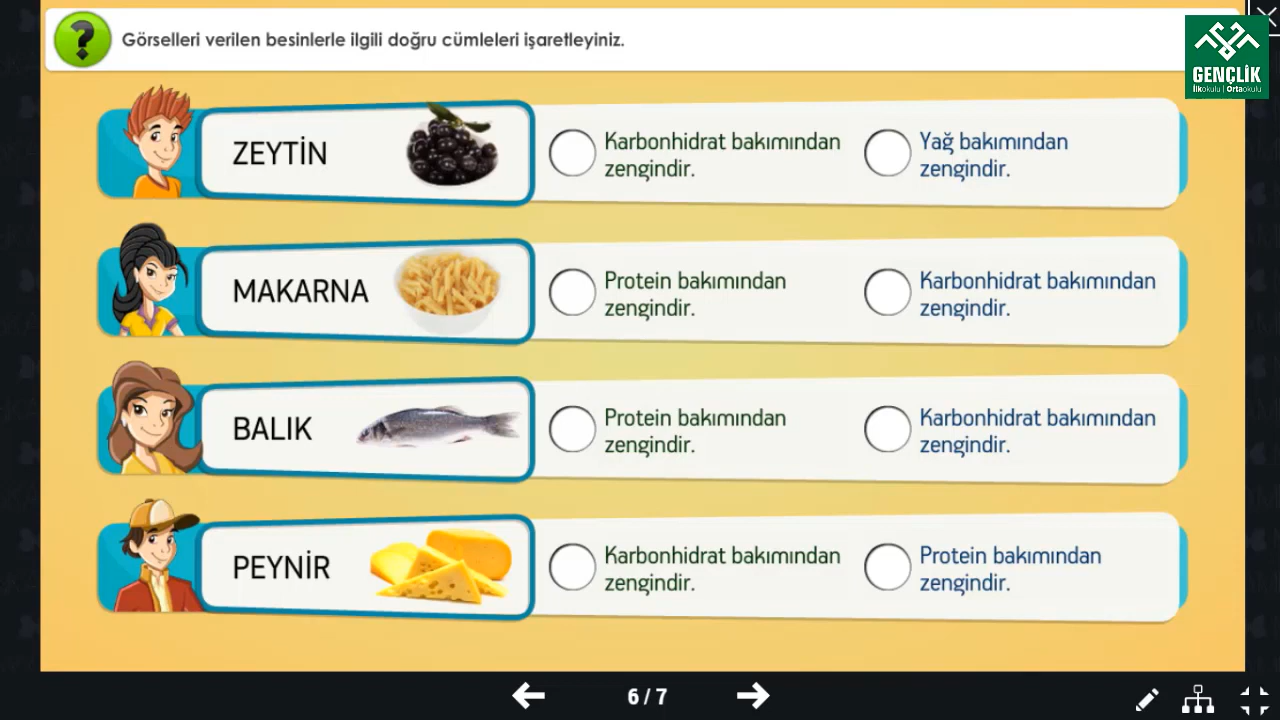 Görselleri verilen besinlerle ilgili doğru cümleleri işaretleyiniz.
GENÇLİK
İlkokulu | Ortaokulu
ZEYTİN
Karbonhidrat bakımından
zengindir.
Yağ bakımından
zengindir.
MAKARNA
Protein bakımından
zengindir.
Karbonhidrat bakımından
zengindir.
BALIK
Protein bakımından
zengindir.
Karbonhidrat bakımından
zengindir.
PEYNİR
Karbonhidrat bakımından
zengindir.
Protein bakımından
zengindir.
6 / 7